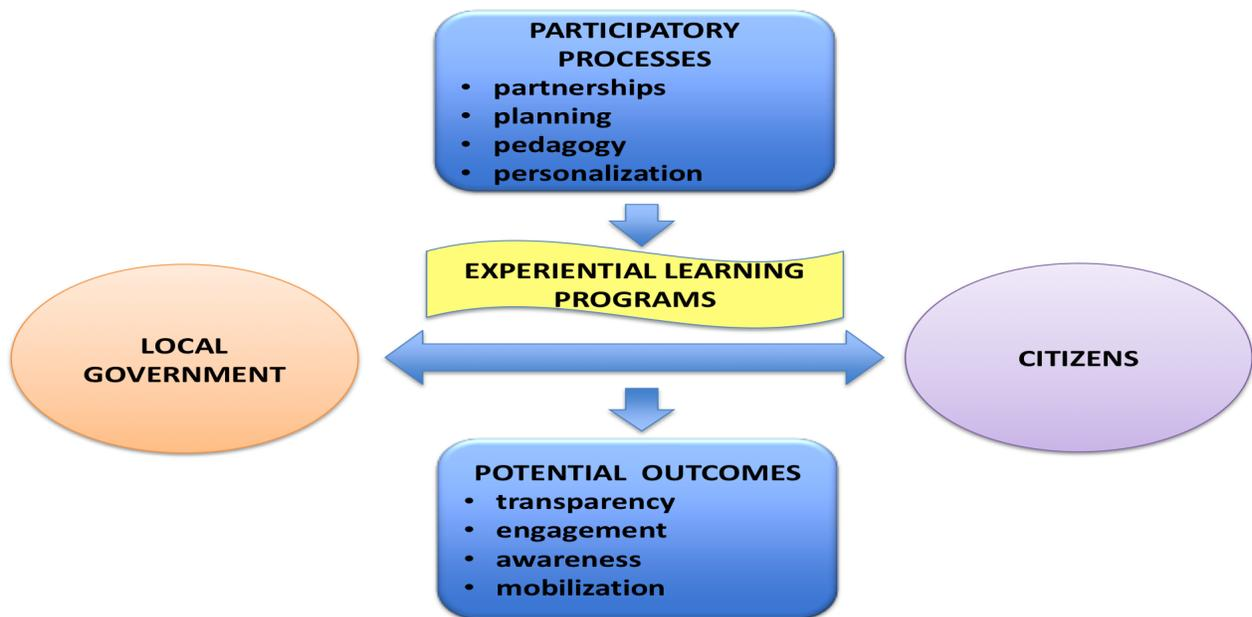 PARTICIPATORY
PROCESSES
• partnerships
• planning
• pedagogy
• personalization
EXPERIENTIAL LEARNING
PROGRAMS
LOCAL
GOVERNMENT
CITIZENS
POTENTIAL OUTCOMES
• transparency
• engagement
• awareness
• mobilization